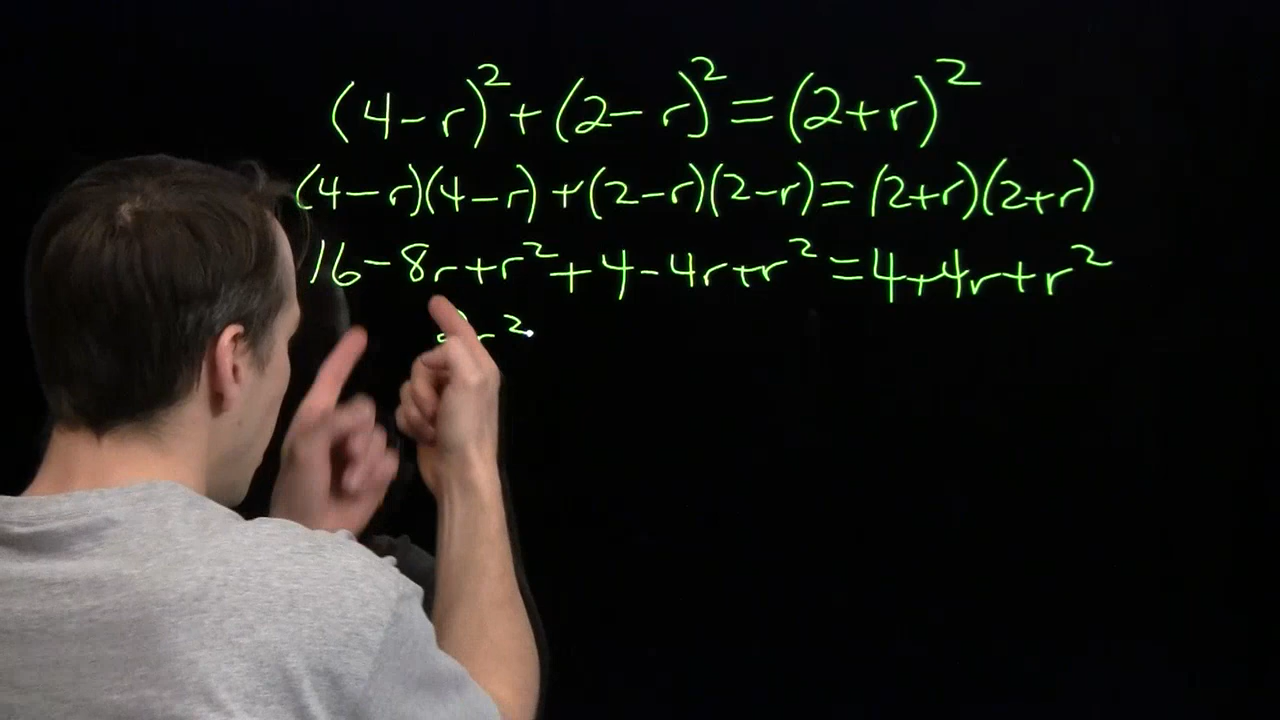 (4-r)²+(2-r)²=(2+r)²
(4-r)(4-r)+(2-r)(2-r)=(2+r)(2+r)
16-8r+r²+4-4r+r²=4+4r+r²
2r²